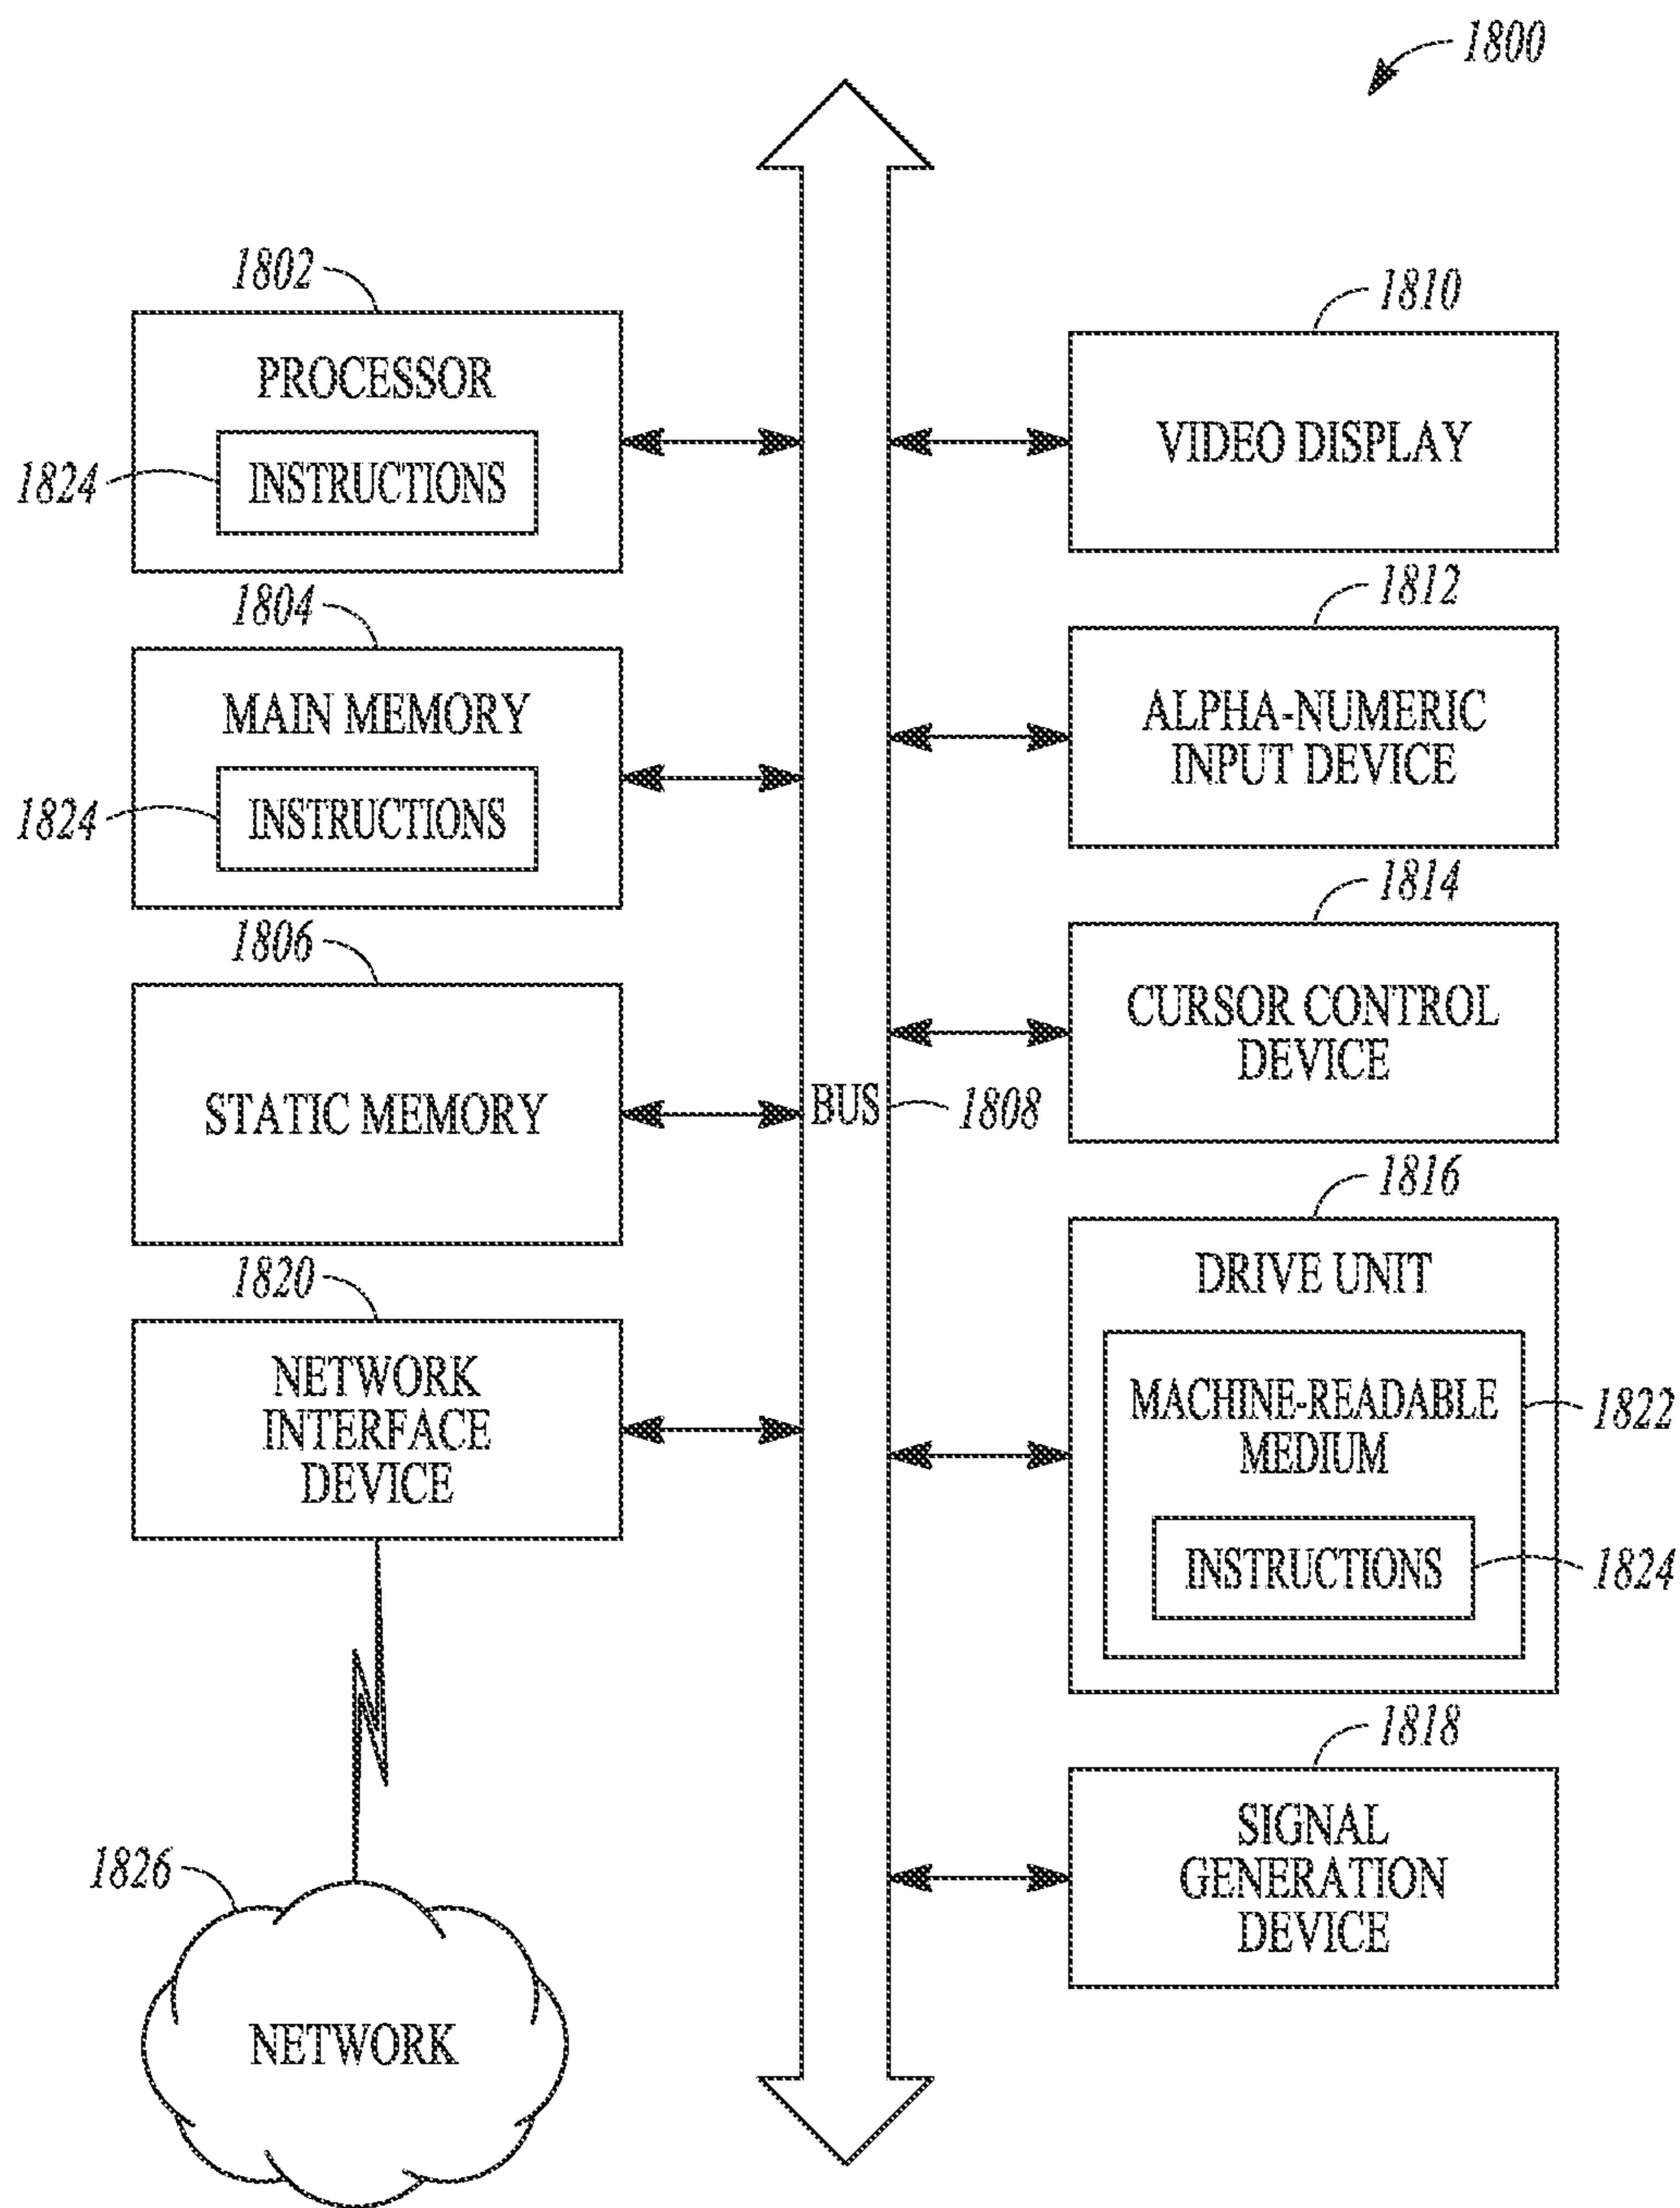 1800
1802
PROCESSOR
1824
INSTRUCTIONS
1804
MAIN MEMORY
1824
INSTRUCTIONS
1806
STATIC MEMORY
1820
NETWORK
INTERFACE
DEVICE
1826
NETWORK
BUS
1808
1810
VIDEO DISPLAY
1812
ALPHA-NUMERIC
INPUT DEVICE
1814
CURSOR CONTROL
DEVICE
1816
DRIVE UNIT
MACHINE-READABLE
MEDIUM
1822
INSTRUCTIONS
1824
1818
SIGNAL
GENERATION
DEVICE